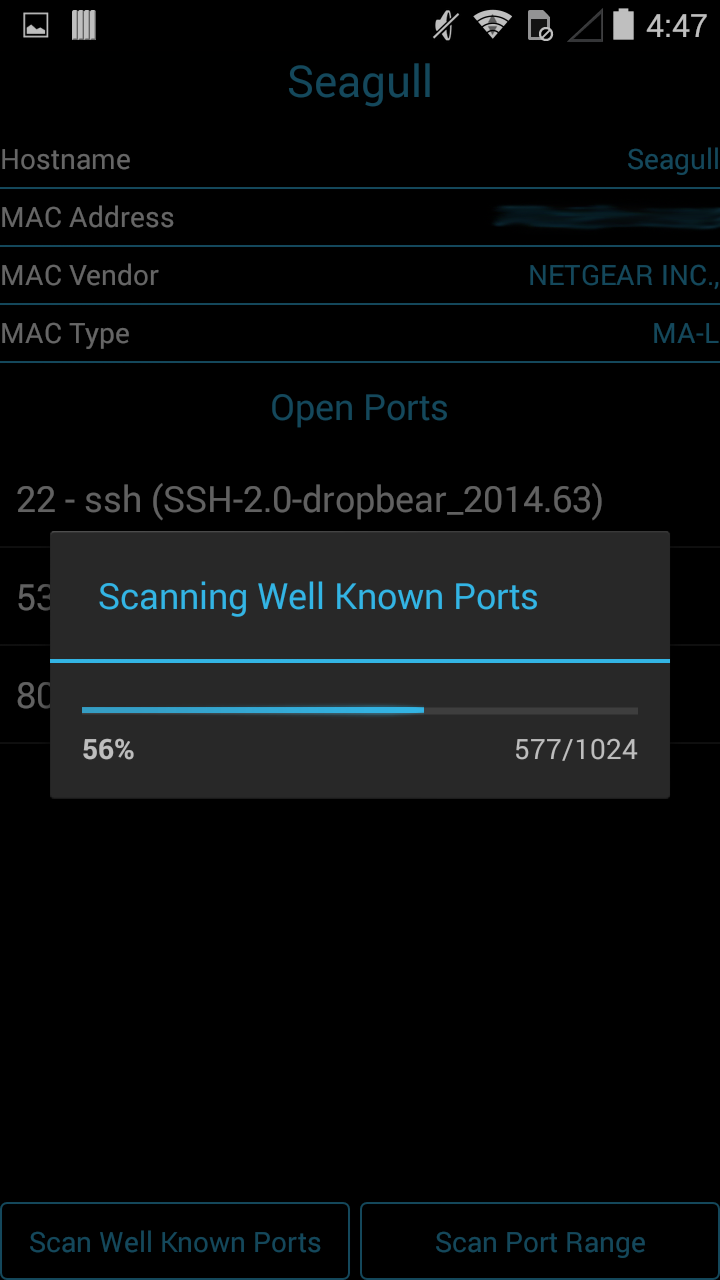 4:47
Seagull
Hostname Seagull
MAC Address
MAC Vendor NETGEAR INC.,
MAC Type MA-L
Open Ports
22 - ssh (SSH-2.0-dropbear_2014.63)
53
Scanning Well Known Ports
80
56% 577/1024
Scan Well Known Ports Scan Port Range